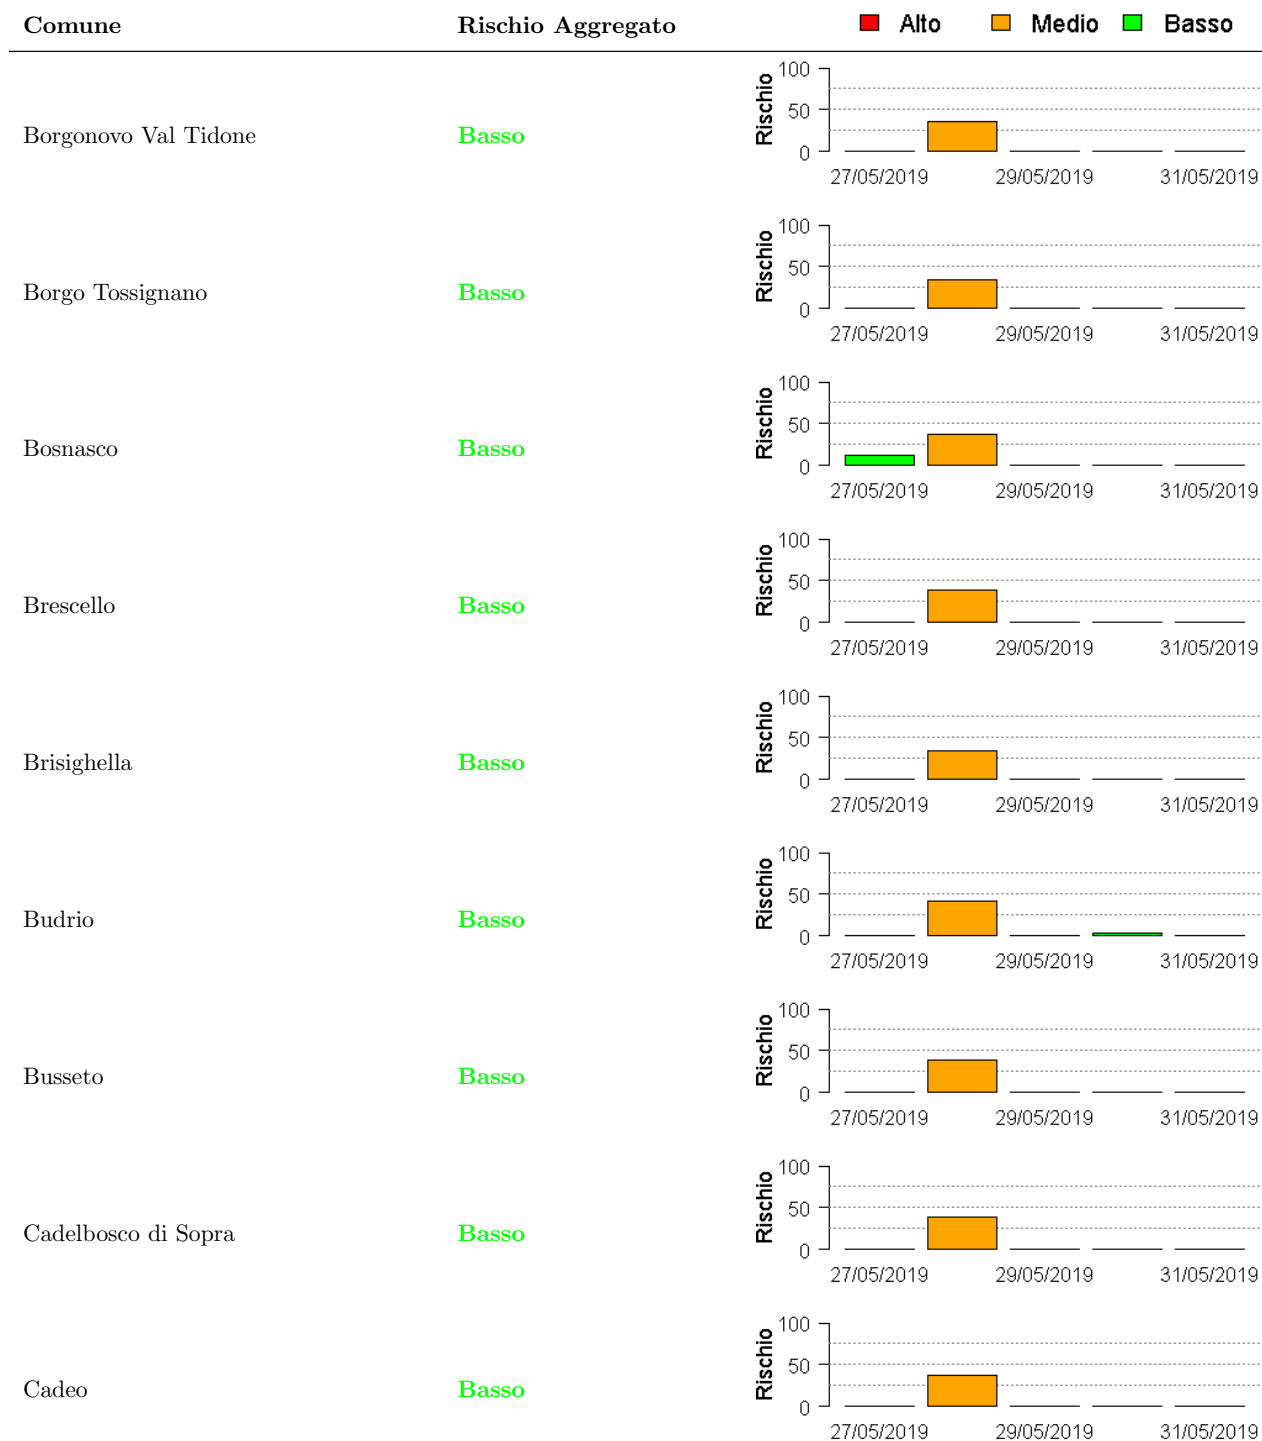 Comune Rischio Aggregato Alto Medio Basso
Borgonovo Val Tidone Basso
Rischio
100
50
0
27/05/2019 29/05/2019 31/05/2019
Borgo Tossignano Basso
Rischio
100
50
0
27/05/2019 29/05/2019 31/05/2019
Bosnasco Basso
Rischio
100
50
0
27/05/2019 29/05/2019 31/05/2019
Brescello Basso
Rischio
100
50
0
27/05/2019 29/05/2019 31/05/2019
Brisighella Basso
Rischio
100
50
0
27/05/2019 29/05/2019 31/05/2019
Budrio Basso
Rischio
100
50
0
27/05/2019 29/05/2019 31/05/2019
Busseto Basso
Rischio
100
50
0
27/05/2019 29/05/2019 31/05/2019
Cadelbosco di Sopra Basso
Rischio
100
50
0
27/05/2019 29/05/2019 31/05/2019
Cadeo Basso
Rischio
100
50
0
27/05/2019 29/05/2019 31/05/2019